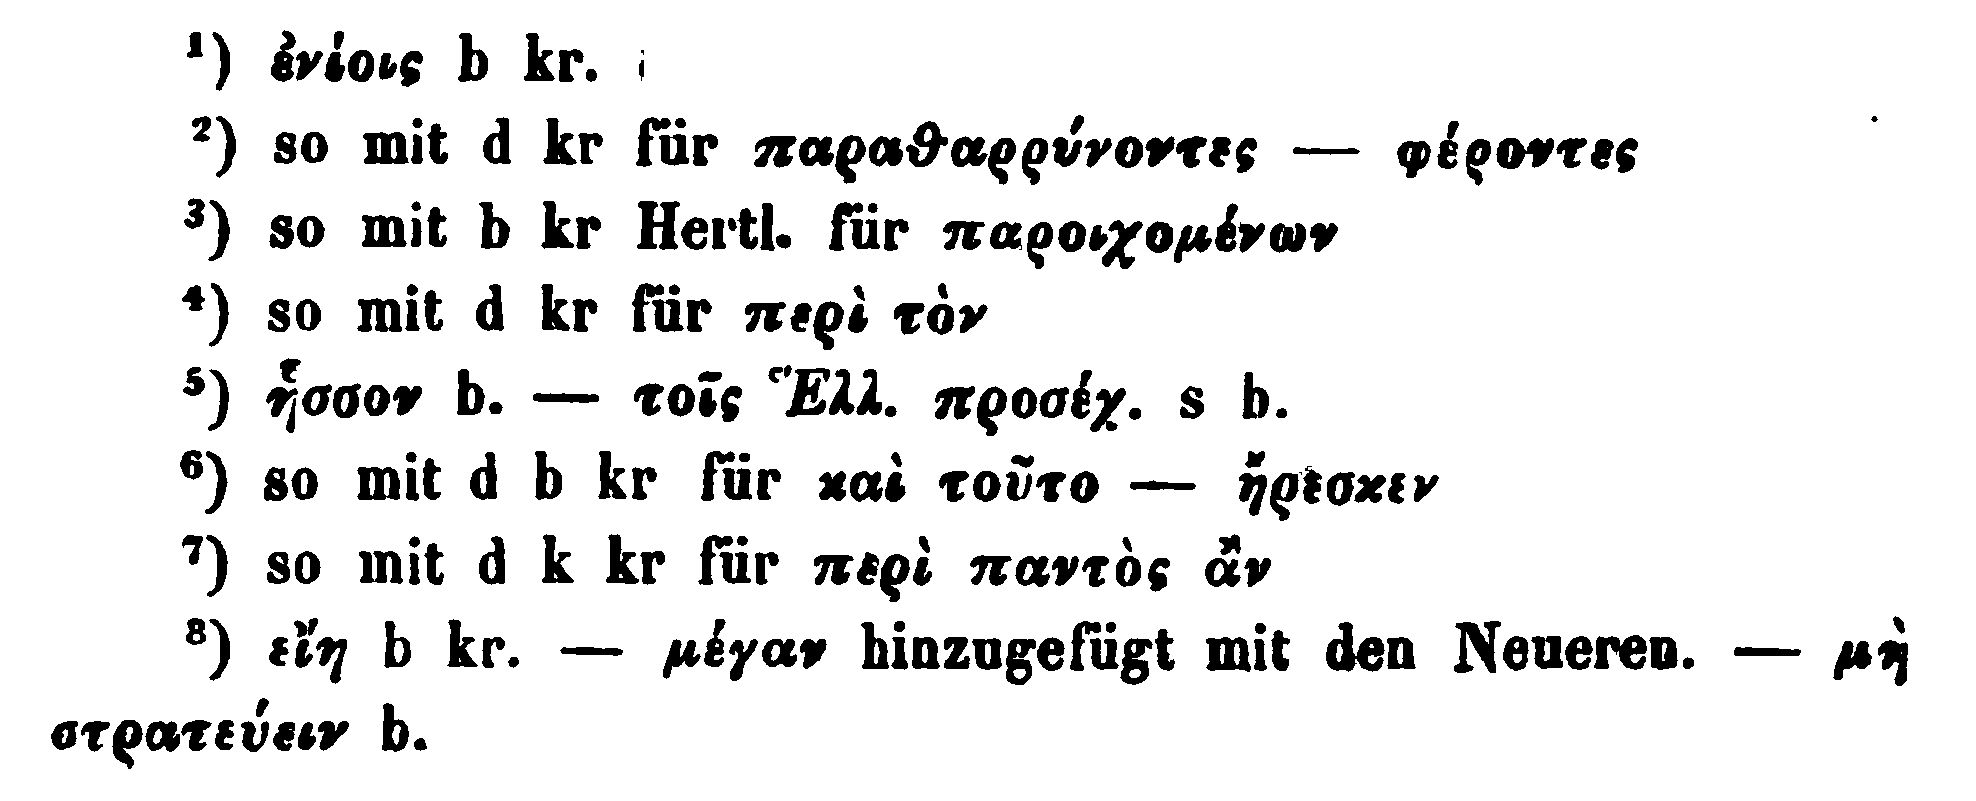 ¹) ἐνίοις b kr.
²) so mit d kr für παραθαρρύνοντες — φέροντες
³) so mit b kr Hertl. für παροιχομένων
⁴) so mit d kr für περὶ τὸν
⁵) ἧσσον b. — τοῖς Ἕλλ. προσέχ. s b.
⁶) so mit d b kr für καὶ τοῦτο — ἤρεσκεν
⁷) so mit d k kr für περὶ παντὸς ἂν
⁸) εἴη b kr. — μέγαν hinzugefügt mit den Neueren. — μὴ
στρατεύειν b.